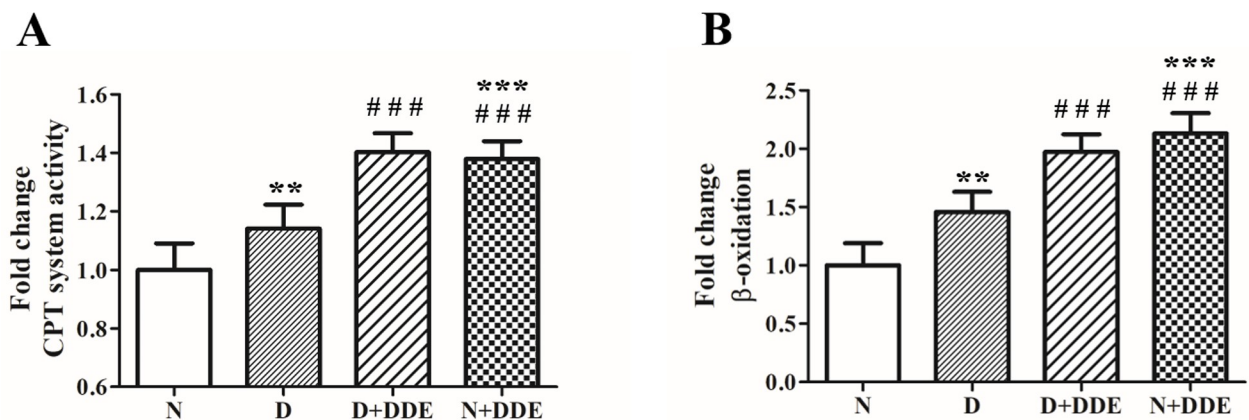 A
Fold change
CPT system activity
1.6
1.4
1.2
1.0
0.8
0.6
**
# # #
***
# # #
N
D
D+DDE
N+DDE
B
Fold change
β-oxidation
2.5
2.0
1.5
1.0
0.5
0.0
**
# # #
***
# # #
N
D
D+DDE
N+DDE